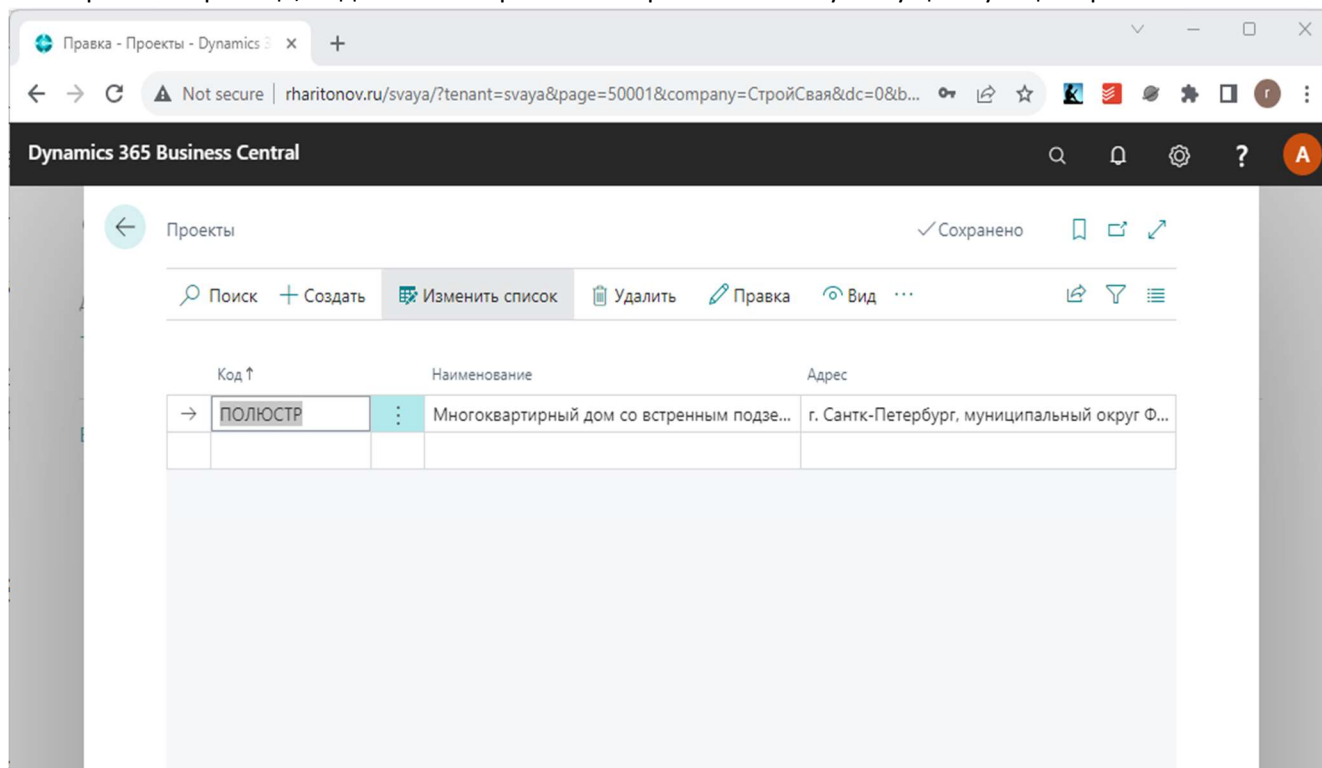 Правка - Проекты - Dynamics 3
Not secure | rharitonov.ru/svaya/?tenant=svaya&page=50001&company=СтройСвая&dc=0&b...
Dynamics 365 Business Central
?
A
Проекты
Сохранено
Поиск
Создать
Изменить список
Удалить
Правка
Вид
Код
Наименование
Адрес
ПОЛЮСТР
Многоквартирный дом со встренным подзе...
г. Сантк-Петербург, муниципальный округ Ф...